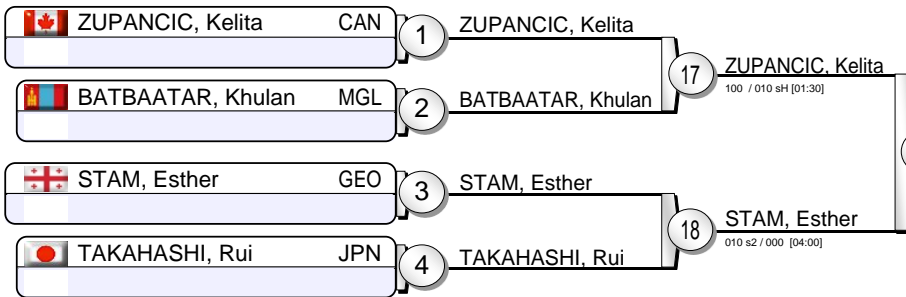 ZUPANCIC, Kelita CAN
1
ZUPANCIC, Kelita
BATBAATAR, Khulan MGL
2
BATBAATAR, Khulan
17
ZUPANCIC, Kelita
100 / 010 sH [01:30]
STAM, Esther GEO
3
STAM, Esther
TAKAHASHI, Rui JPN
4
TAKAHASHI, Rui
18
STAM, Esther
010 s2 / 000 [04:00]